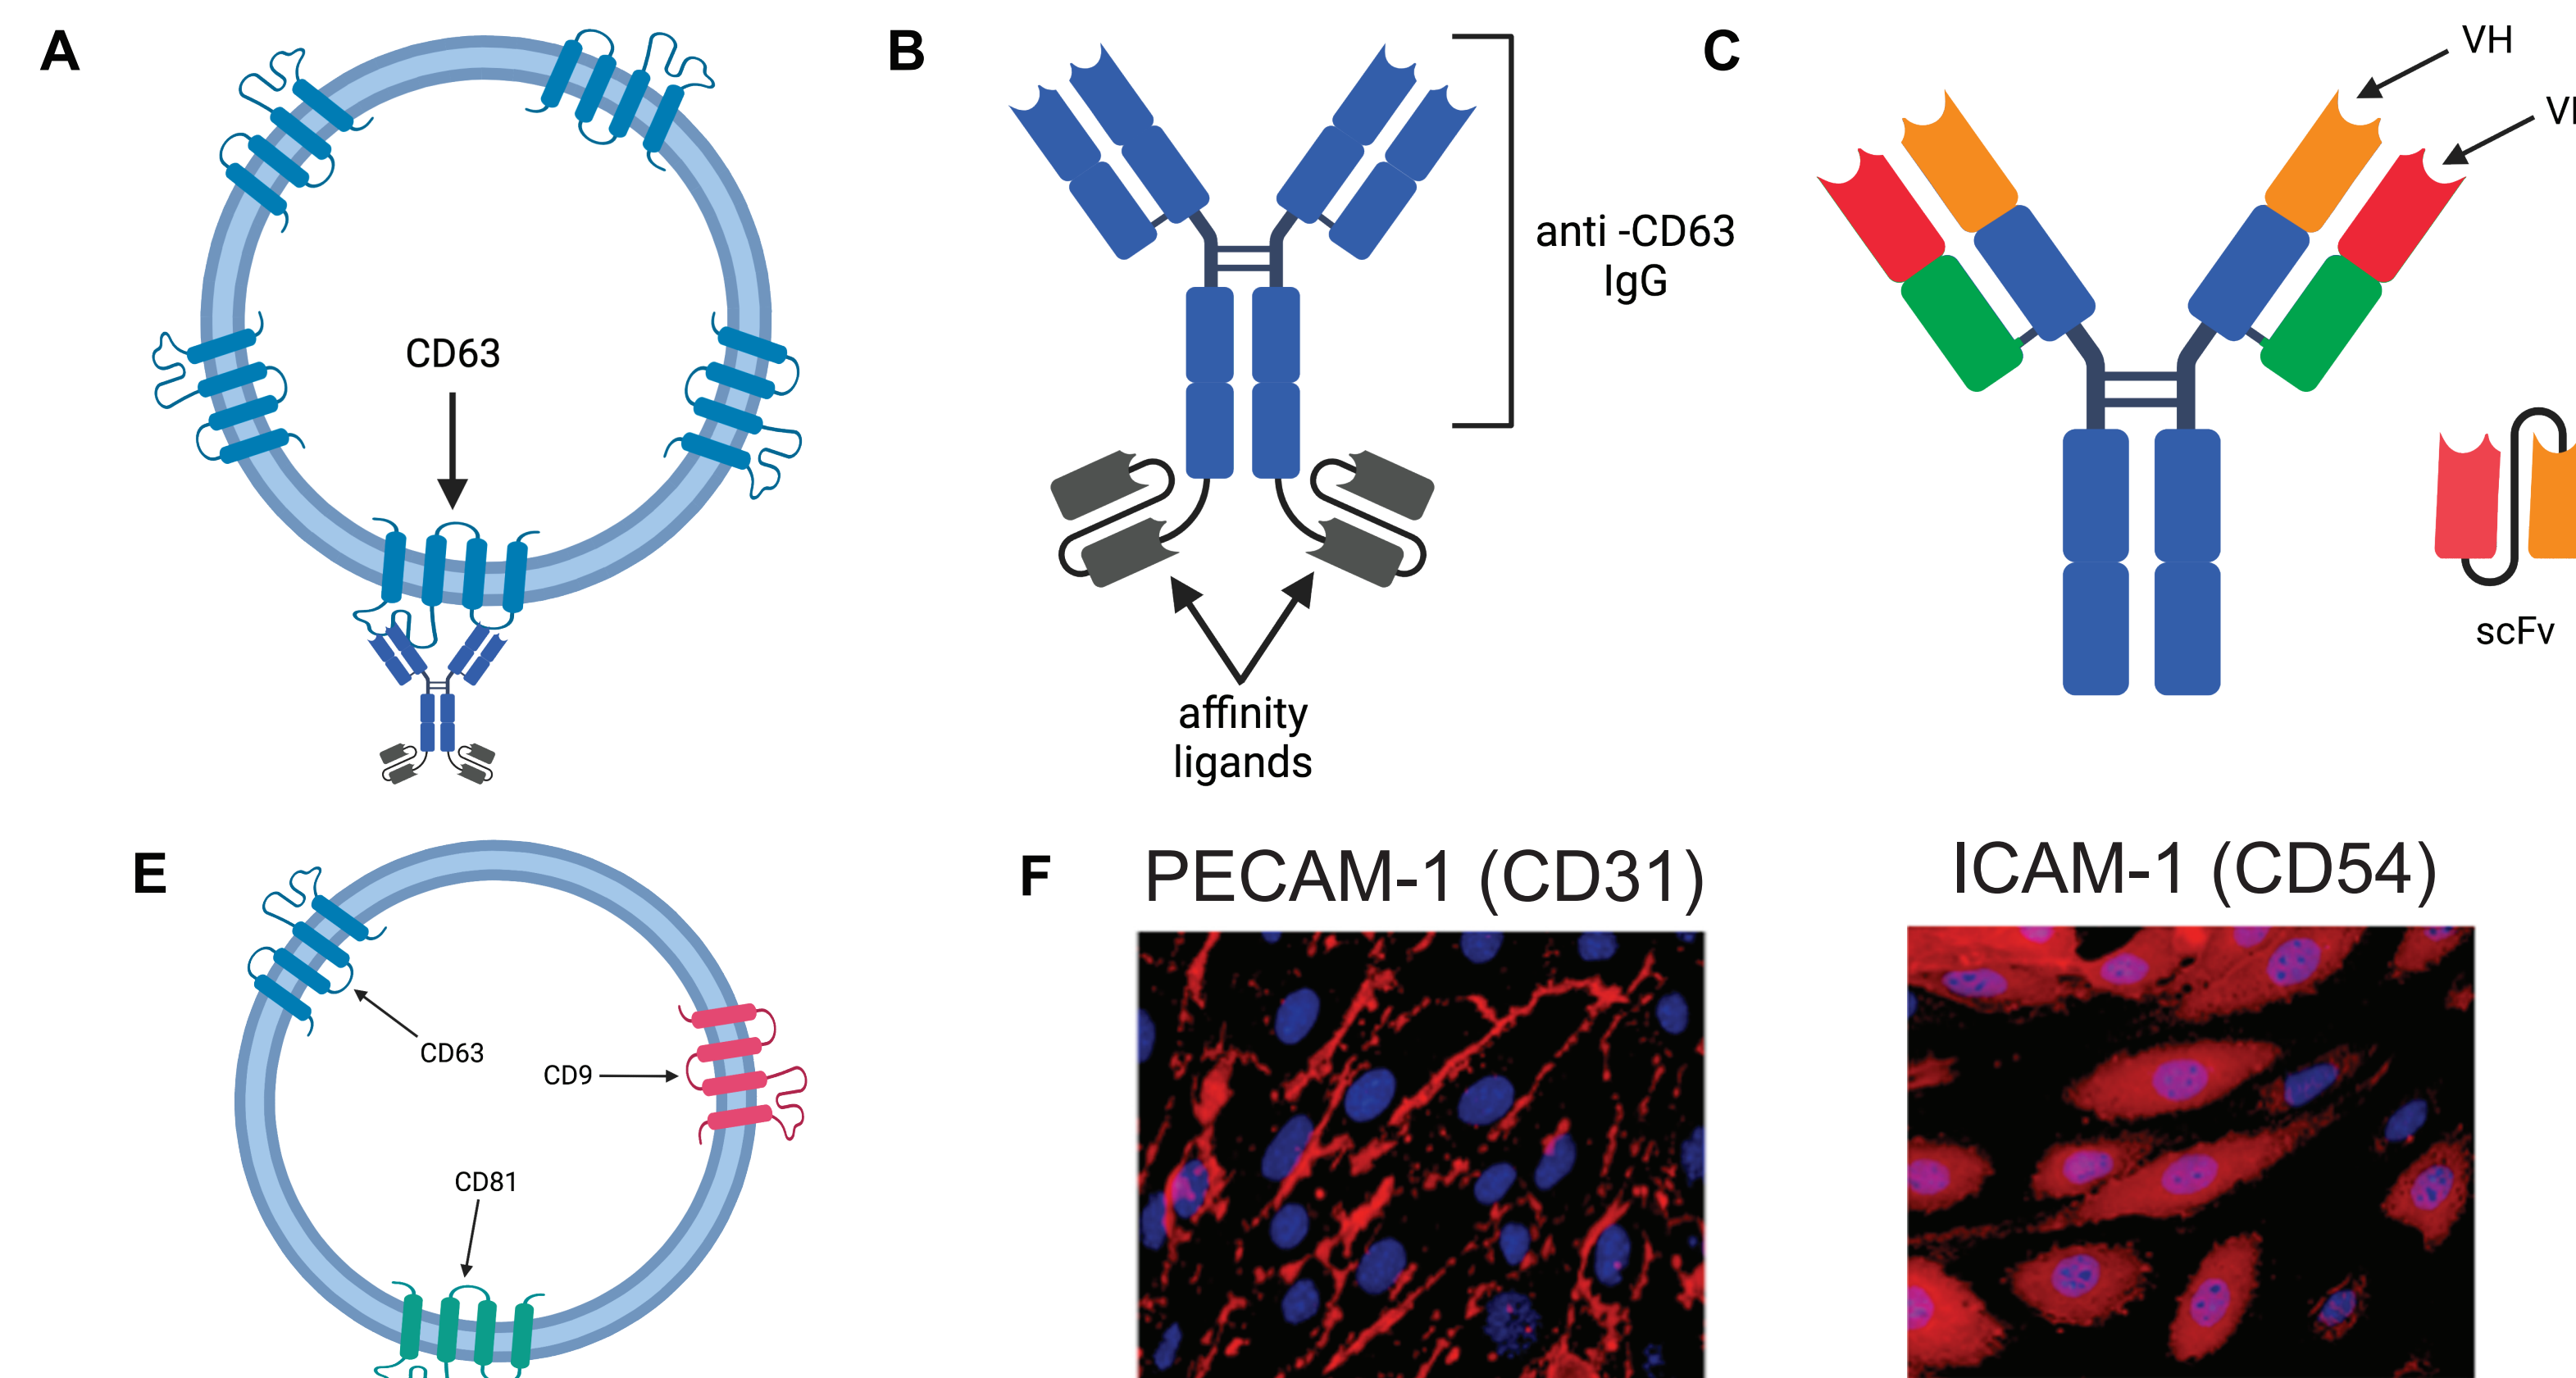 A
CD63
B
anti -CD63
IgG
affinity
ligands
C
VH
scFv
E
CD63
CD9
CD81
F
PECAM-1 (CD31)
ICAM-1 (CD54)